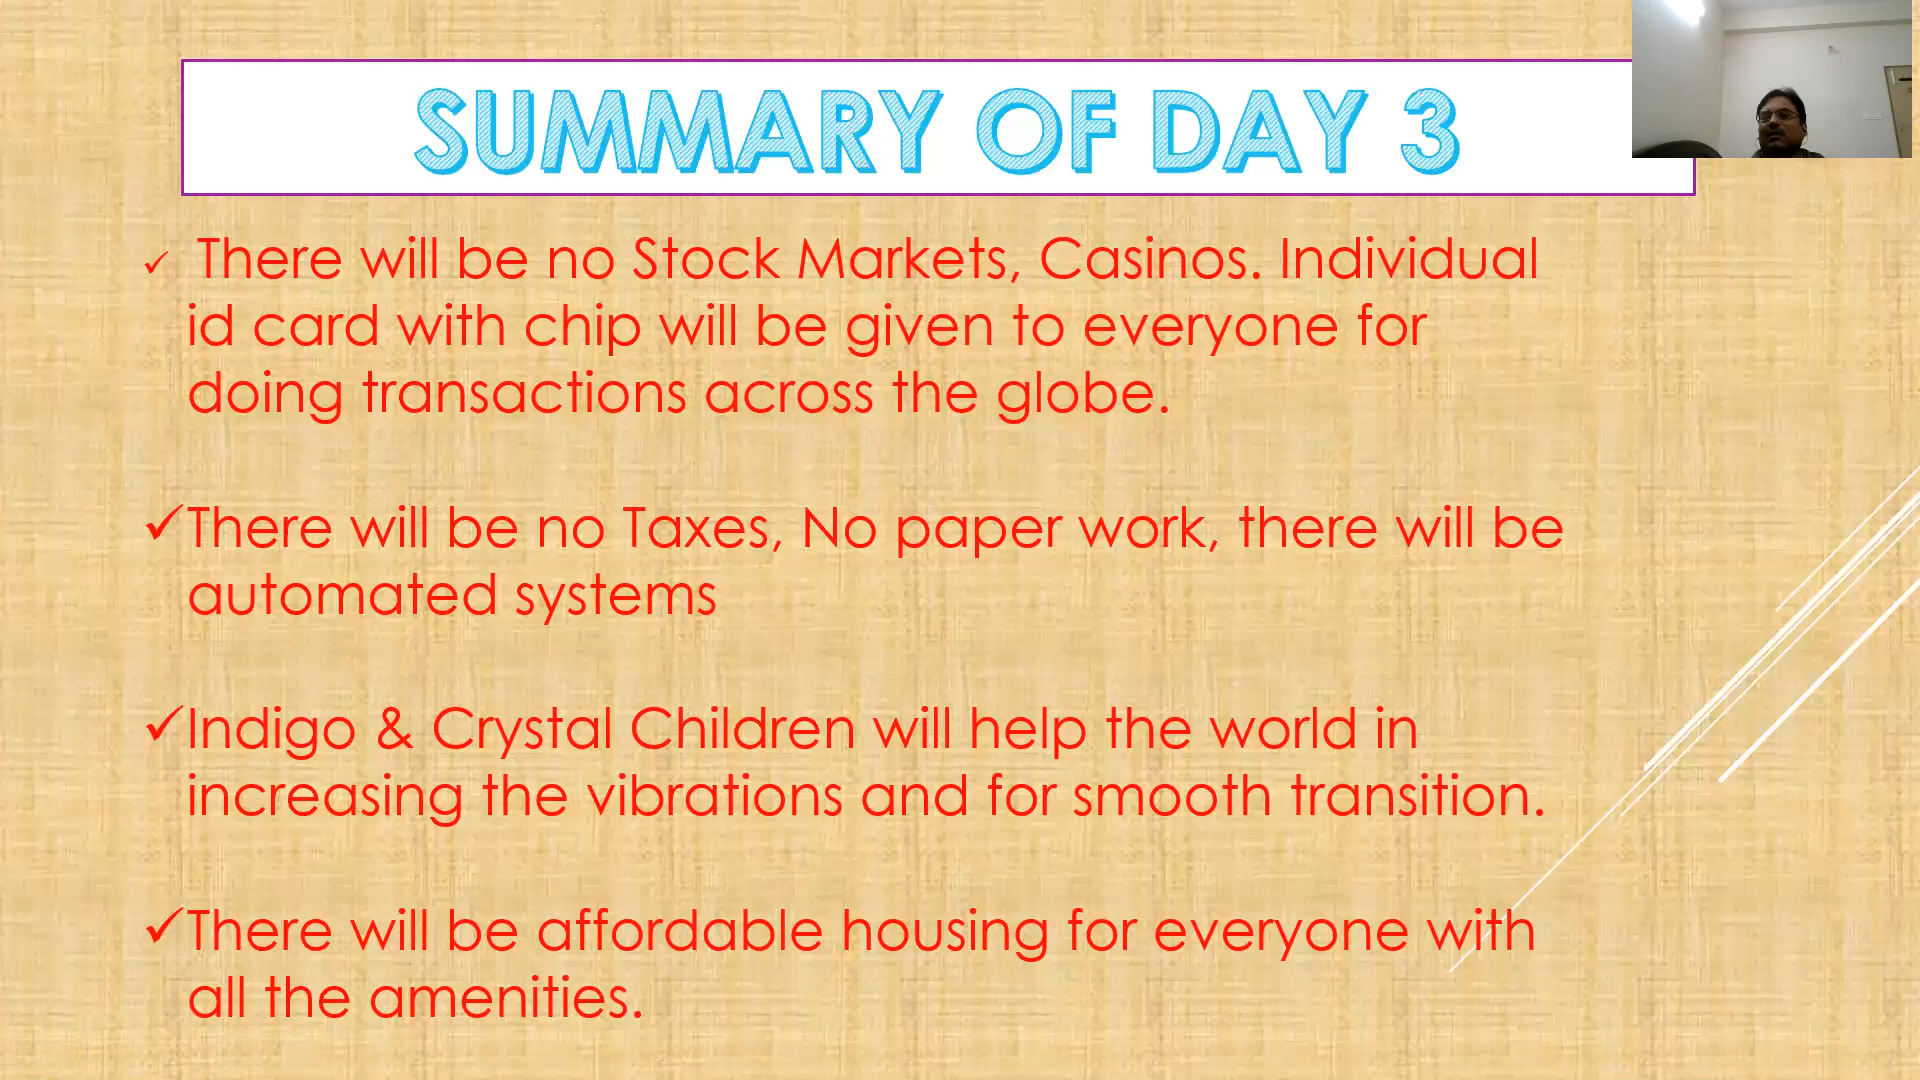 SUMMARY OF DAY 3
✓ There will be no Stock Markets, Casinos. Individual
id card with chip will be given to everyone for
doing transactions across the globe.
✓There will be no Taxes, No paper work, there will be
automated systems
✓Indigo & Crystal Children will help the world in
increasing the vibrations and for smooth transition.
✓There will be affordable housing for everyone with
all the amenities.